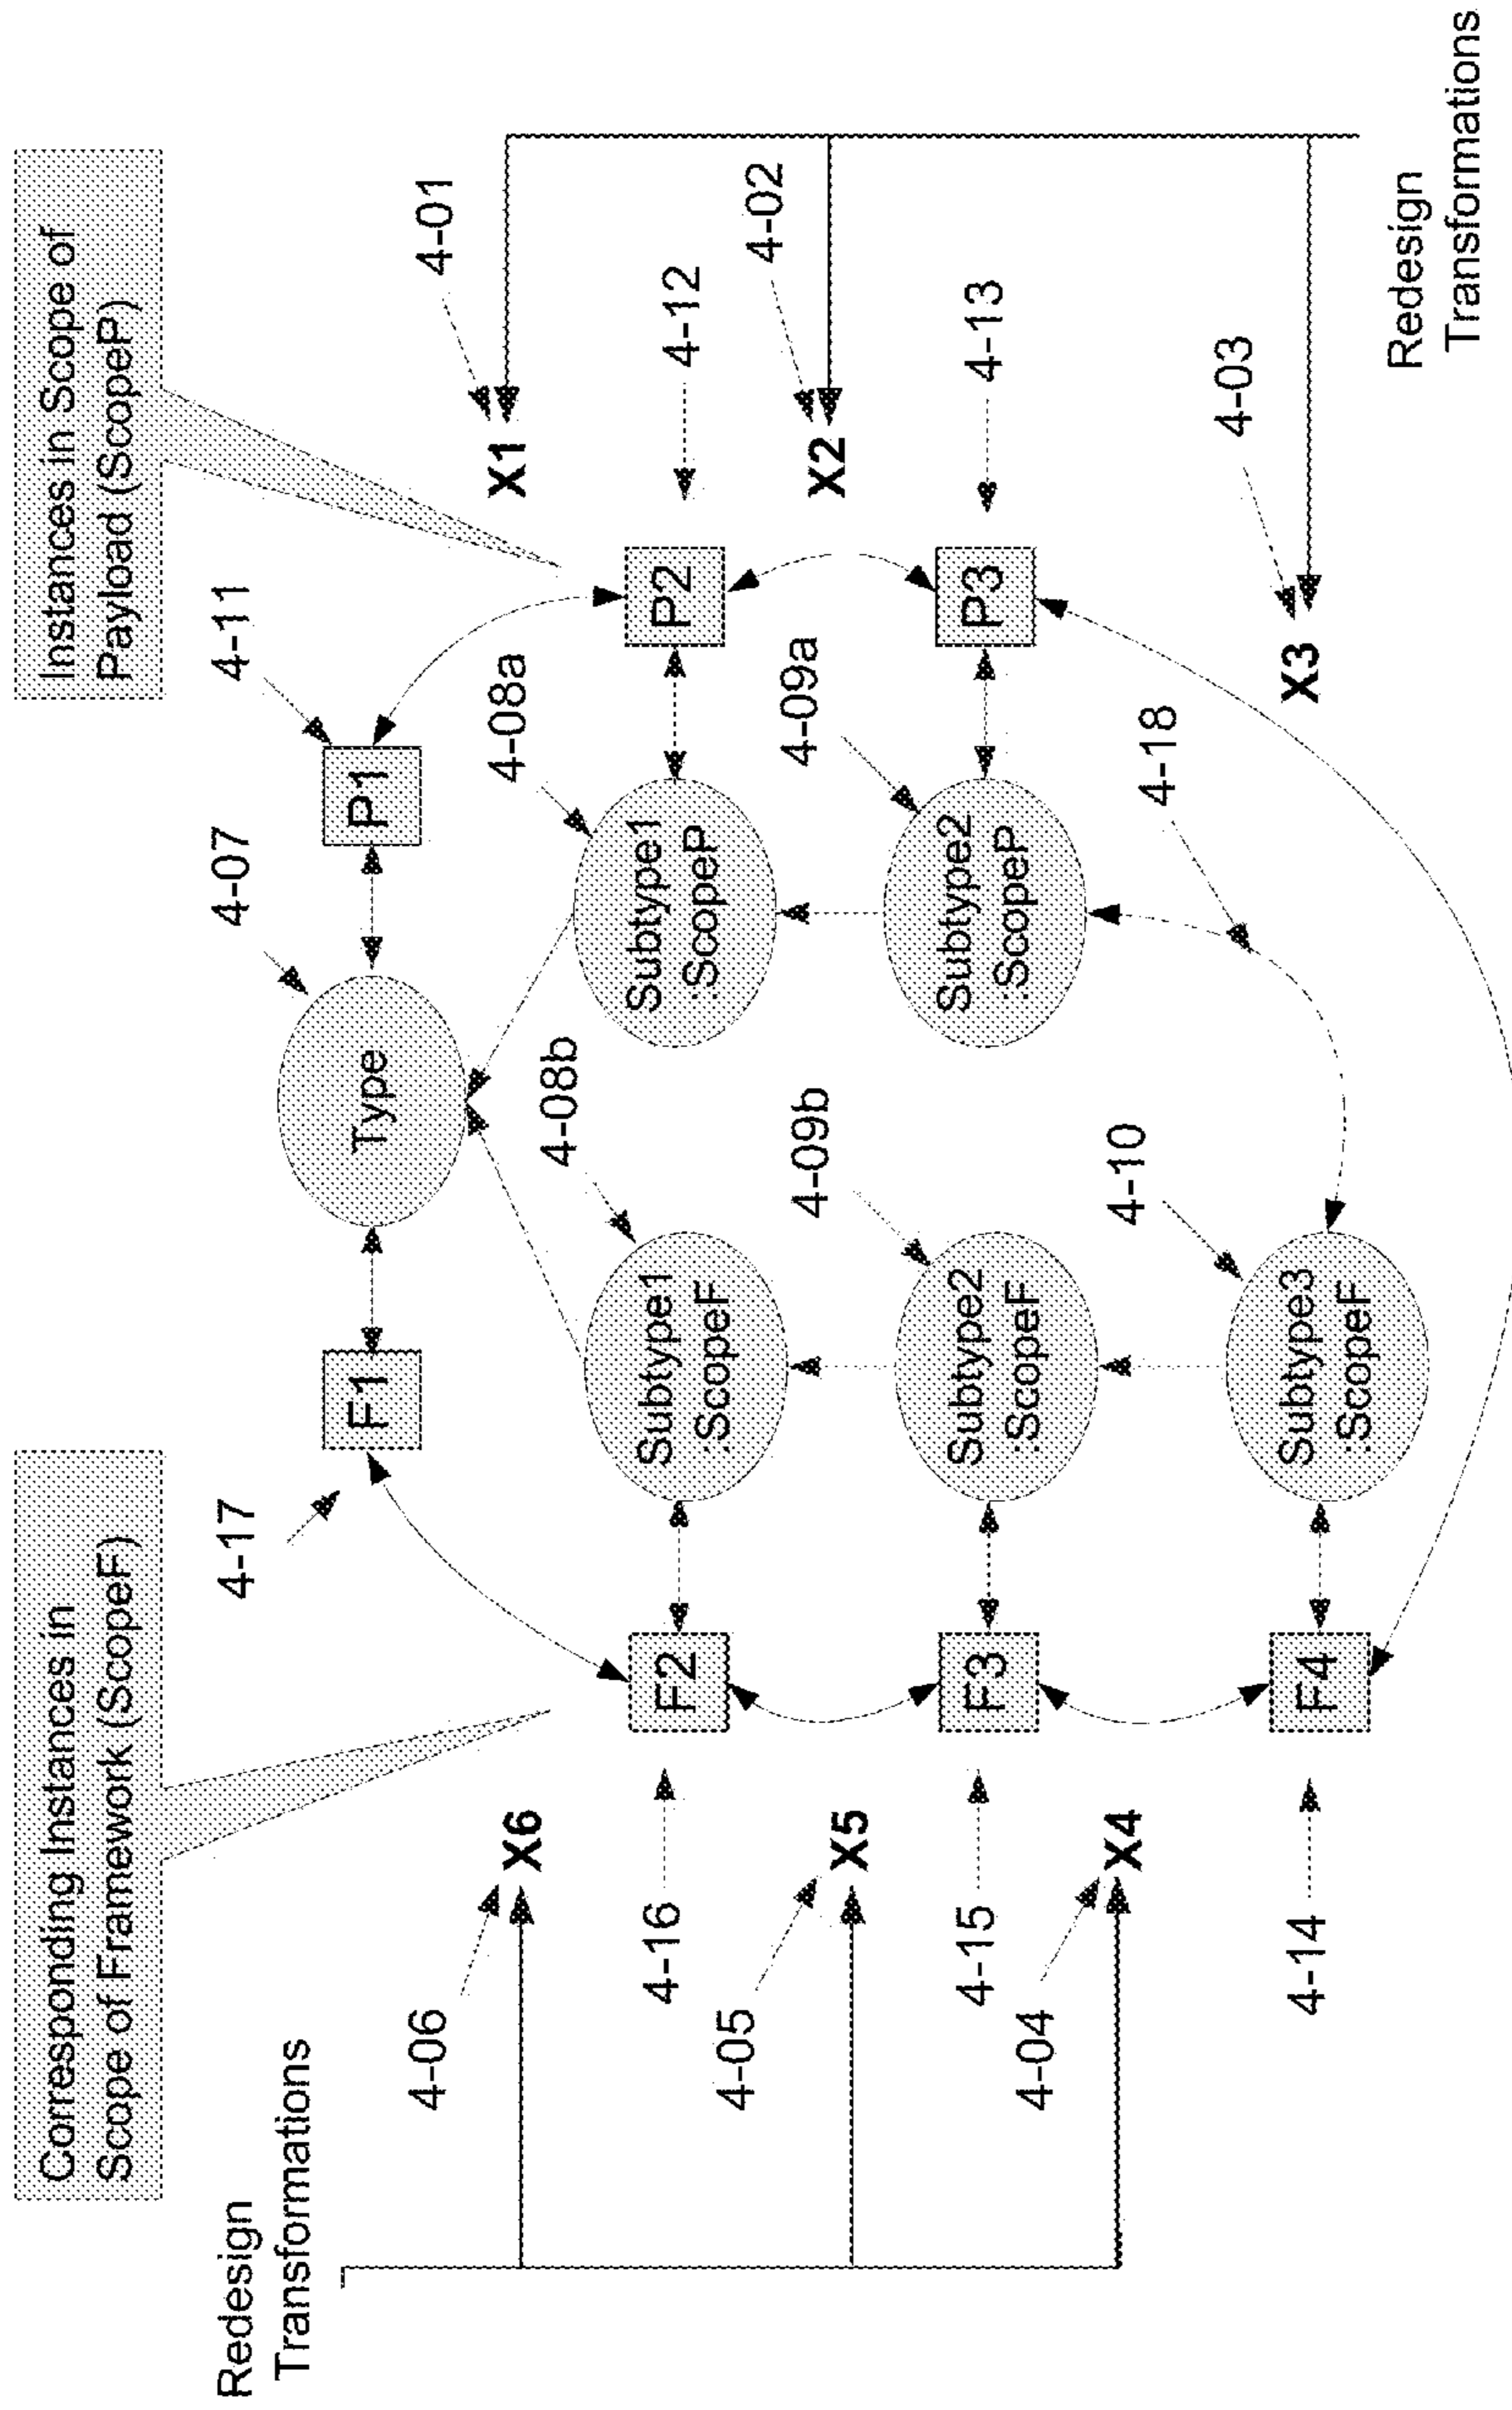 Corresponding Instances in
Scope of Framework (ScopeF)
Instances in Scope of
Payload (ScopeP)
Redesign
Transformations
4-17
4-07
4-11
F1
Type
P1
4-06
X6
4-08b
4-08a
X1
4-01
4-16
F2
Subtype1
:ScopeF
Subtype1
:ScopeP
P2
4-12
4-05
X5
4-09b
4-09a
X2
4-02
4-15
F3
Subtype2
:ScopeF
Subtype2
:ScopeP
P3
4-13
4-04
X4
4-10
4-18
4-03
4-14
F4
Subtype3
:ScopeF
X3
Redesign
Transformations